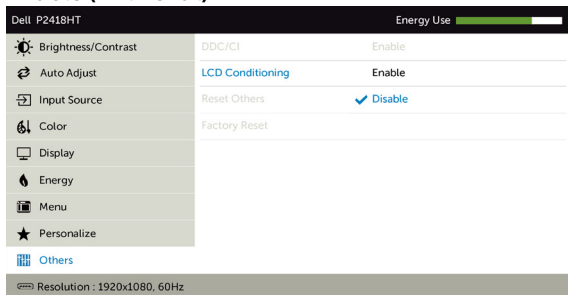 Dell P2418HT Energy Use
Brightness/Contrast DDC/CI Enable
Auto Adjust LCD Conditioning Enable
Input Source Reset Others Disable
Color Factory Reset
Display
Energy
Menu
Personalize
Others
Resolution : 1920x1080, 60Hz